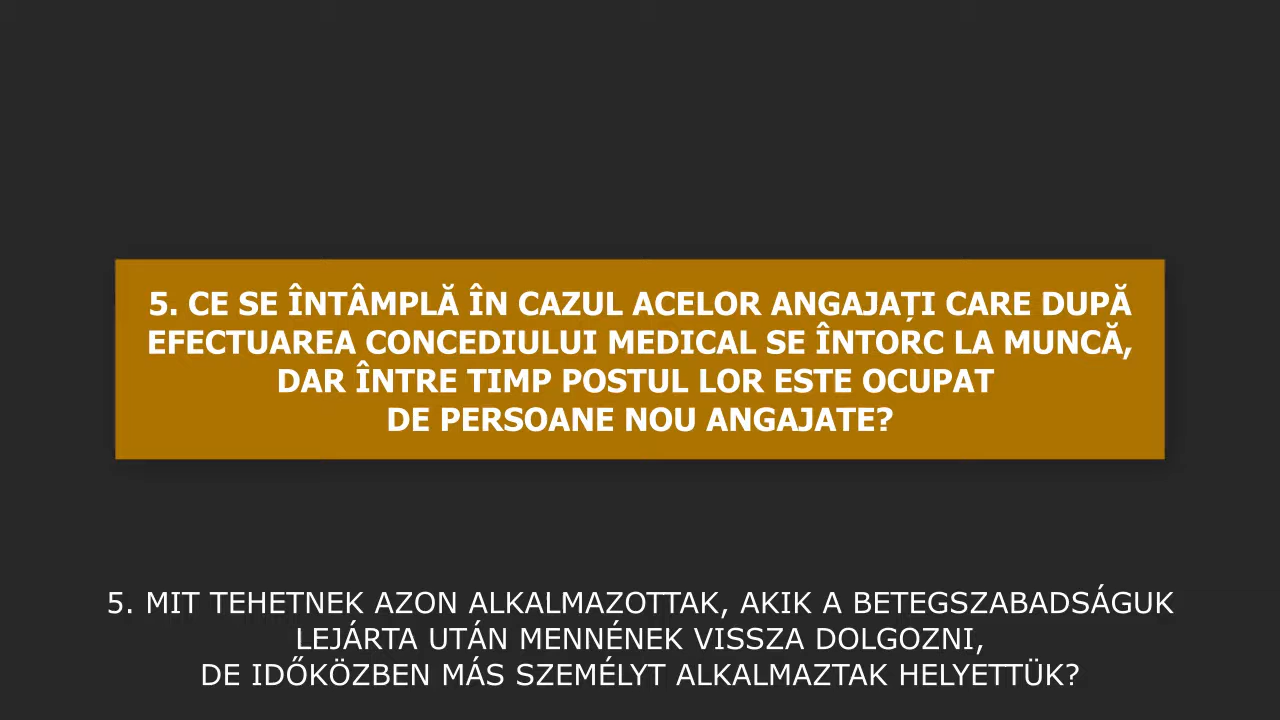 5. CE SE ÎNTÂMPLĂ ÎN CAZUL ACELOR ANGAJAȚI CARE DUPĂ
EFECTUAREA CONCEDIULUI MEDICAL SE ÎNTORC LA MUNCĂ,
DAR ÎNTRE TIMP POSTUL LOR ESTE OCUPAT
DE PERSOANE NOU ANGAJATE?
5. MIT TEHETNEK AZON ALKALMAZOTTAK, AKIK A BETEGSZABADSÁGUK
LEJÁRTA UTÁN MENNÉNEK VISSZA DOLGOZNI,
DE IDŐKÖZBEN MÁS SZEMÉLYT ALKALMAZTAK HELYETTÜK?